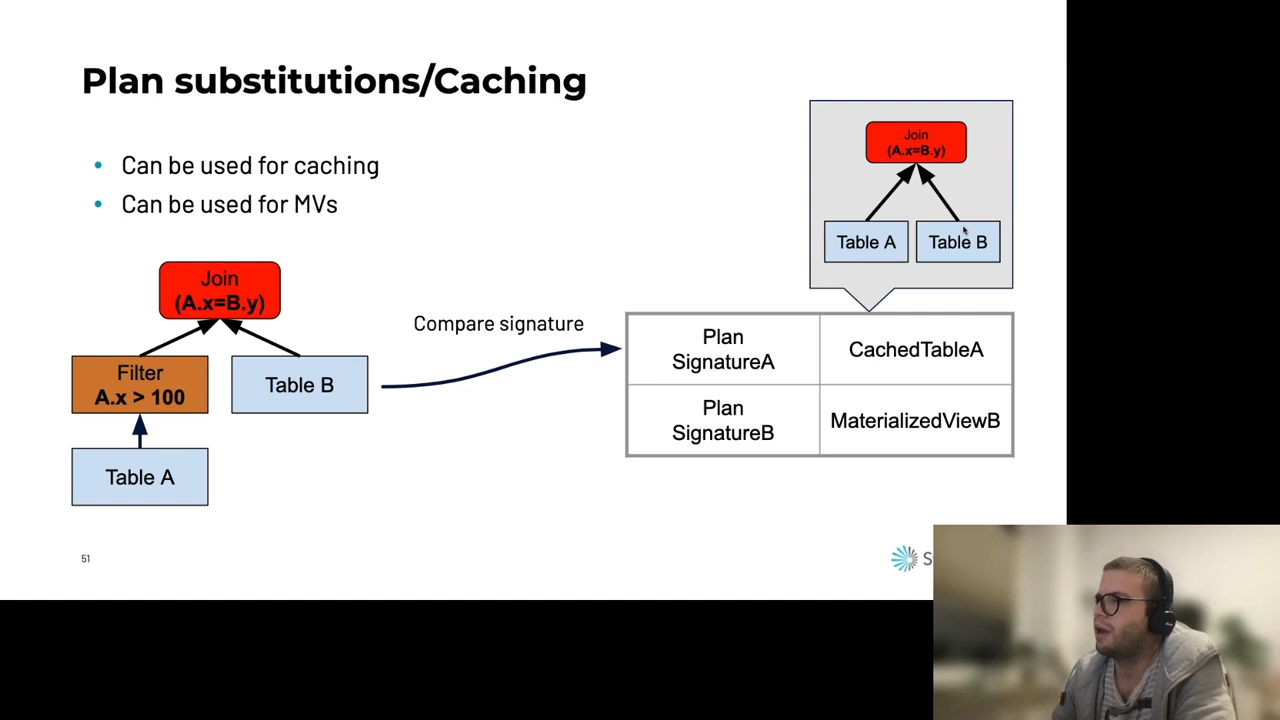 Plan substitutions/Caching
• Can be used for caching
• Can be used for MVs
Join
(A.x=B.y)
Table A
Table B
Join
(A.x=B.y)
Filter
A.x > 100
Table B
Table A
Compare signature
Plan
SignatureA
CachedTableA
Plan
SignatureB
MaterializedViewB
51